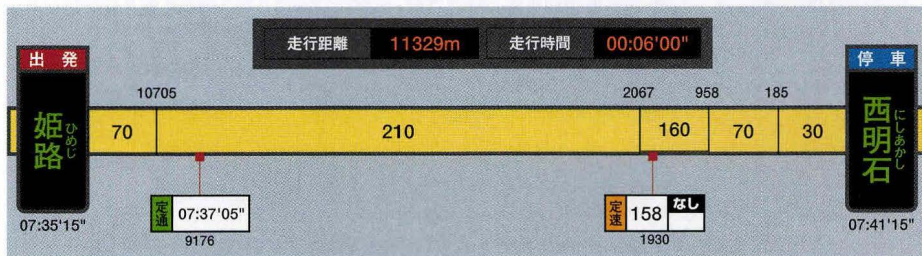 走行距離 11329m 走行時間 00:06'00"
出発
姫路
ひめじ
07:35'15"
10705 2067 958 185
70 210 160 70 30
定通 07:37'05"
9176
定速 158 なし
1930
停車
西明石
にしあかし
07:41'15"